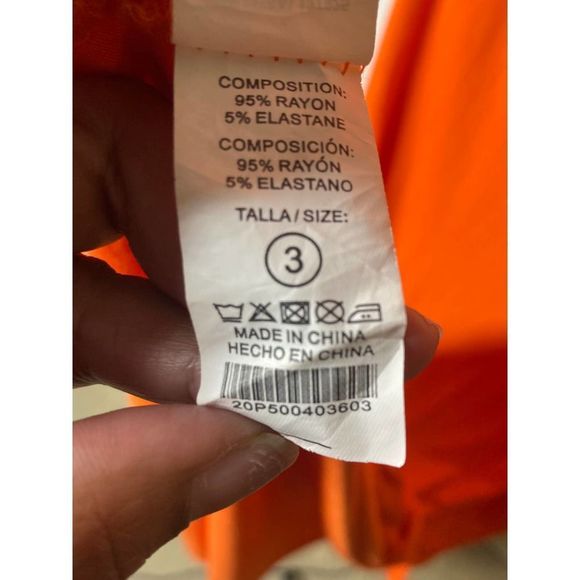 COMPOSITION:
95% RAYON
5% ELASTANE
COMPOSICIÓN:
95% RAYÓN
5% ELASTANO
TALLA/SIZE:
3
MADE IN CHINA
HECHO EN CHINA
20P500403603